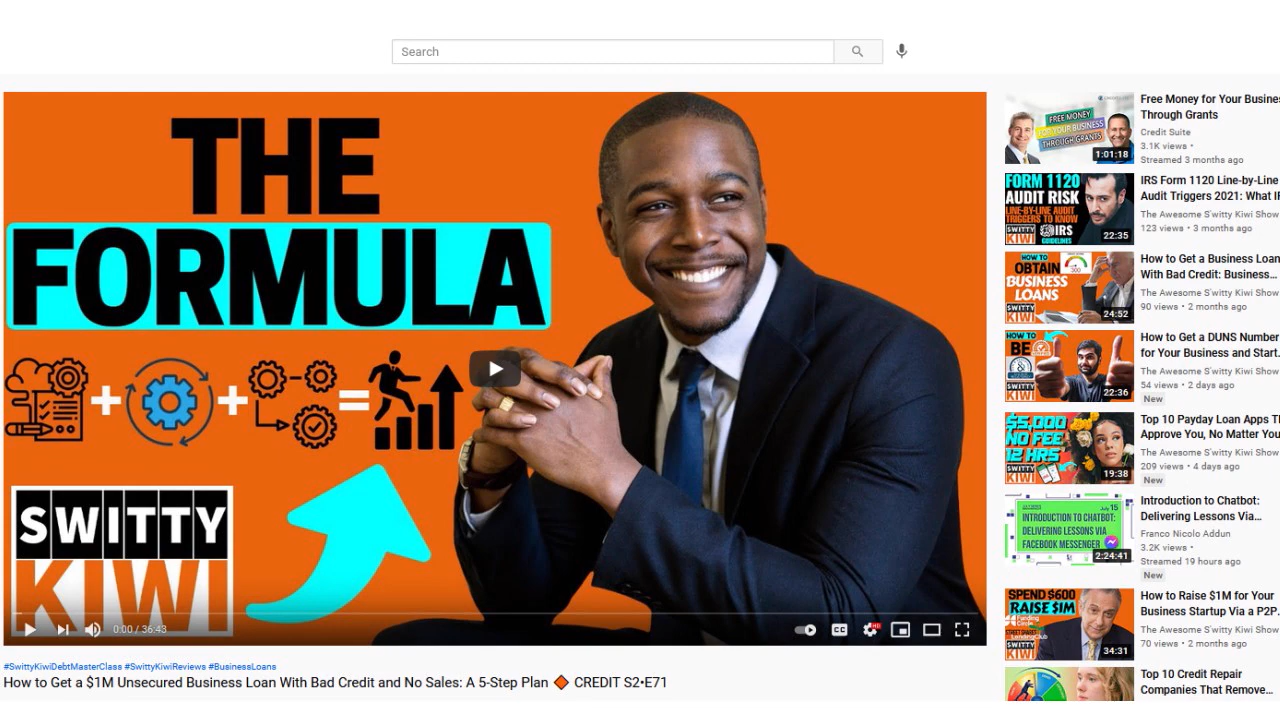 Search
THE
FORMULA
SWITTY
KIWI
0:00 / 36:43
CC
HD
#SwittyKiwiDebtMasterClass #SwittyKiwiReviews #BusinessLoans
How to Get a $1M Unsecured Business Loan With Bad Credit and No Sales: A 5-Step Plan 🔶 CREDIT S2•E71
FREE MONEY
FOR YOUR BUSINESS
THROUGH GRANTS
1:01:18
Free Money for Your Busines
Through Grants
Credit Suite
3.1K views •
Streamed 3 months ago
FORM 1120
AUDIT RISK
LINE-BY-LINE AUDIT
TRIGGERS TO KNOW
SWITTY
KIWI
IRS
GUIDELINES
22:35
IRS Form 1120 Line-by-Line
Audit Triggers 2021: What IR
The Awesome S'witty Kiwi Show
123 views • 3 months ago
HOW TO
OBTAIN
BUSINESS
LOANS
300
SWITTY
KIWI
24:52
How to Get a Business Loan
With Bad Credit: Business...
The Awesome S'witty Kiwi Show
90 views • 2 months ago
HOW TO
BE
SWITTY
KIWI
22:36
How to Get a DUNS Number
for Your Business and Start...
The Awesome S'witty Kiwi Show
54 views • 2 days ago
New
$5,000
NO FEE
12 HRS
SWITTY
KIWI
19:38
Top 10 Payday Loan Apps Th
Approve You, No Matter You
The Awesome S'witty Kiwi Show
209 views • 4 days ago
New
15
INTRODUCTION TO CHATBOT:
DELIVERING LESSONS VIA
FACEBOOK MESSENGER
2:24:41
Introduction to Chatbot:
Delivering Lessons Via...
Franco Nicolo Addun
3.2K views •
Streamed 19 hours ago
New
SPEND $600
RAISE $1M
Funding
Circle
STREET SHARES
LendingClub
SWITTY
KIWI
34:31
How to Raise $1M for Your
Business Startup Via a P2P...
The Awesome S'witty Kiwi Show
70 views • 2 months ago
Top 10 Credit Repair
Companies That Remove...